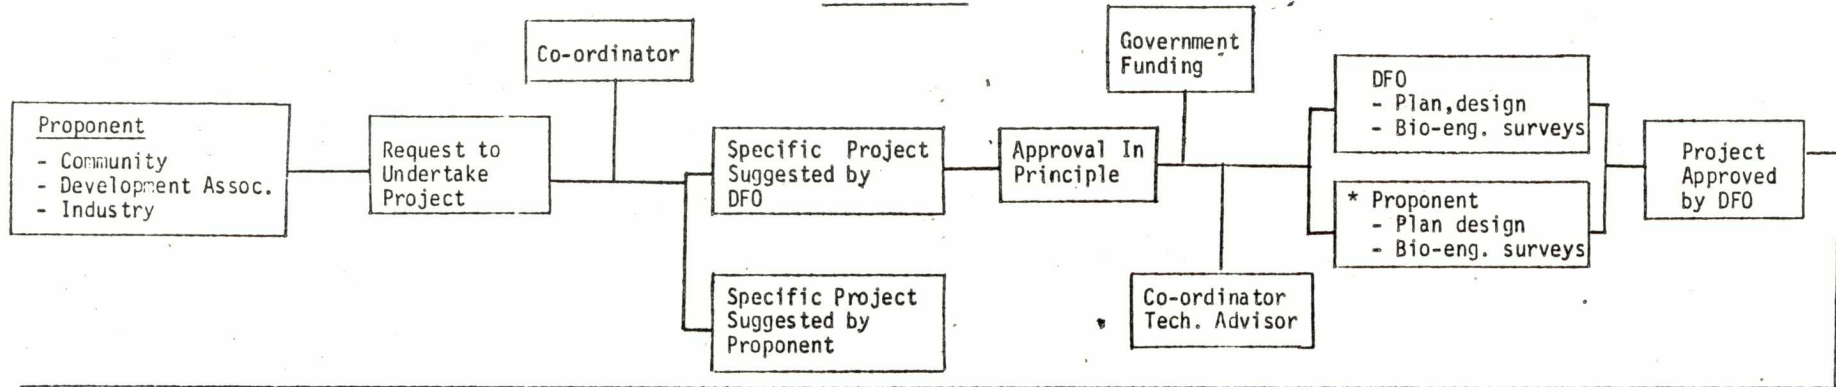 Proponent
- Community
- Development Assoc.
- Industry
Request to
Undertake
Project
Co-ordinator
Specific Project
Suggested by
DFO
Specific Project
Suggested by
Proponent
Approval In
Principle
Government
Funding
Co-ordinator
Tech. Advisor
DFO
- Plan,design
- Bio-eng. surveys
* Proponent
- Plan design
- Bio-eng. surveys
Project
Approved
by DFO